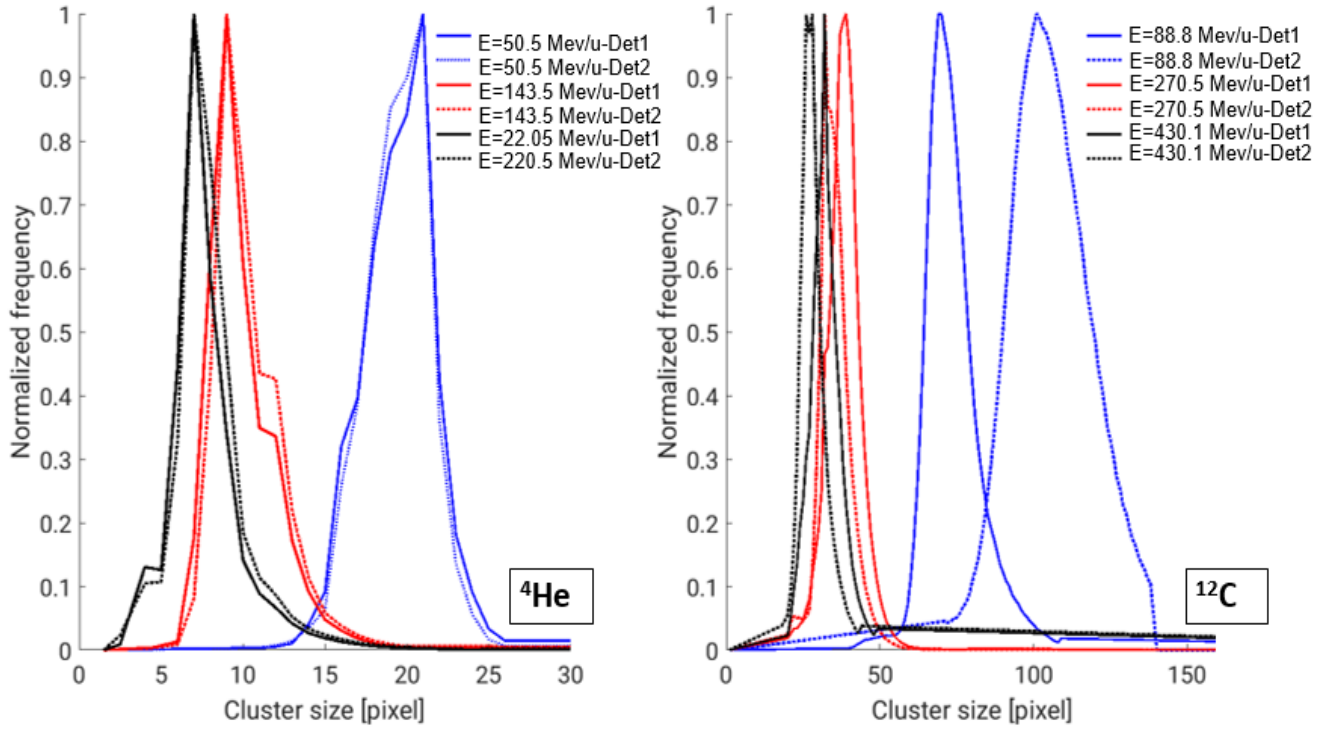 Normalized frequency
1
0.9
0.8
0.7
0.6
0.5
0.4
0.3
0.2
0.1
0
0 5 10 15 20 25 30
Cluster size [pixel]
E=50.5 Mev/u-Det1
E=50.5 Mev/u-Det2
E=143.5 Mev/u-Det1
E=143.5 Mev/u-Det2
E=22.05 Mev/u-Det1
E=220.5 Mev/u-Det2
⁴He
Normalized frequency
1
0.9
0.8
0.7
0.6
0.5
0.4
0.3
0.2
0.1
0
0 50 100 150
Cluster size [pixel]
E=88.8 Mev/u-Det1
E=88.8 Mev/u-Det2
E=270.5 Mev/u-Det1
E=270.5 Mev/u-Det2
E=430.1 Mev/u-Det1
E=430.1 Mev/u-Det2
¹²C